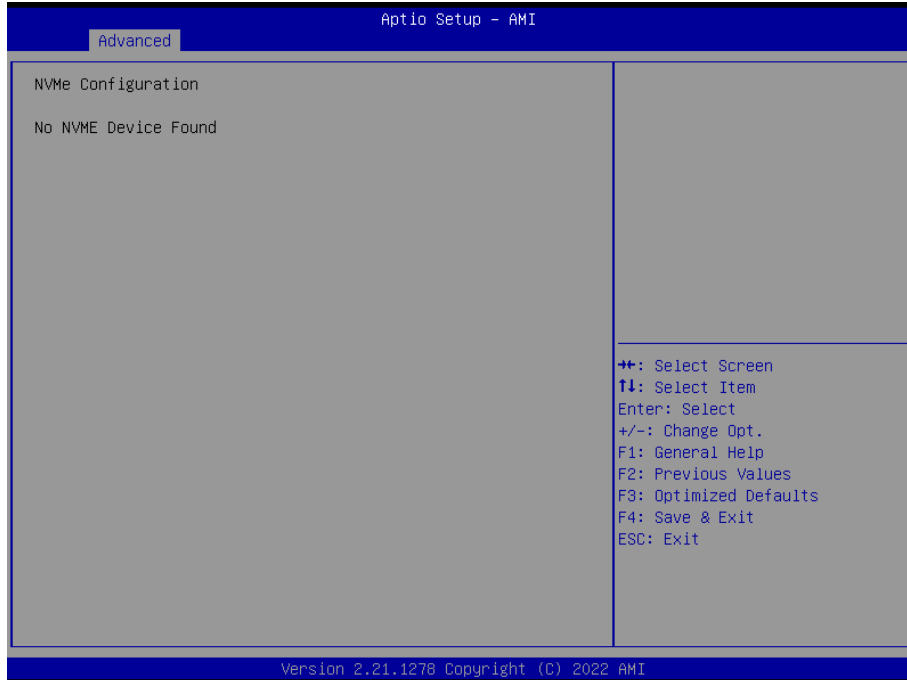 Aptio Setup – AMI
Advanced
NVMe Configuration
No NVME Device Found
→←: Select Screen
↑↓: Select Item
Enter: Select
+/-: Change Opt.
F1: General Help
F2: Previous Values
F3: Optimized Defaults
F4: Save & Exit
ESC: Exit
Version 2.21.1278 Copyright (C) 2022 AMI